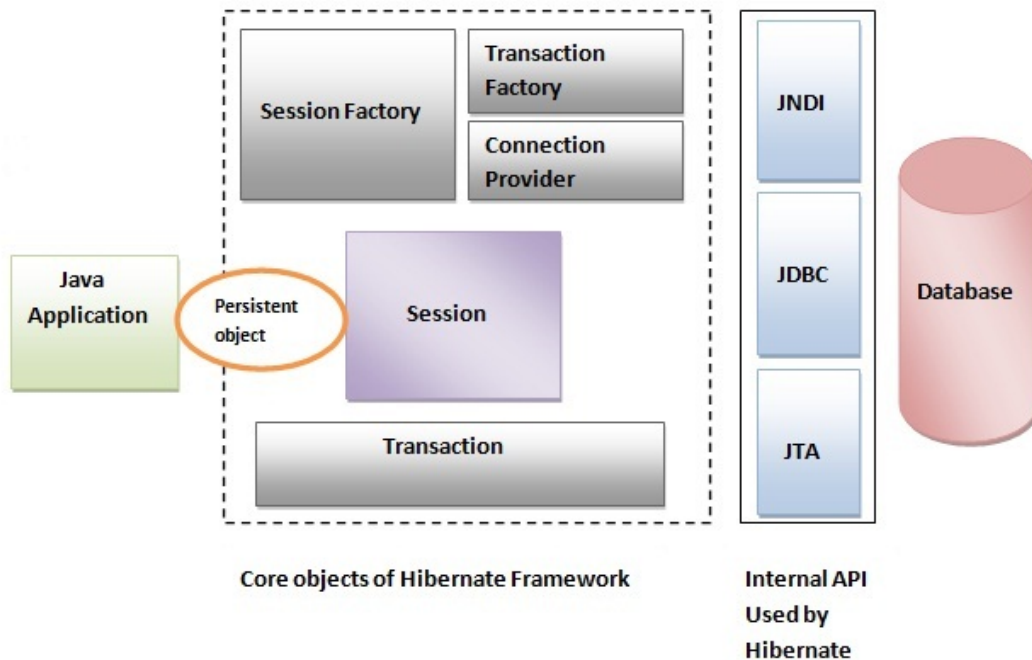 Session Factory
Transaction
Factory
Connection
Provider
JNDI
Java
Application
Persistent
object
Session
JDBC
Database
Transaction
JTA
Core objects of Hibernate Framework
Internal API
Used by
Hibernate